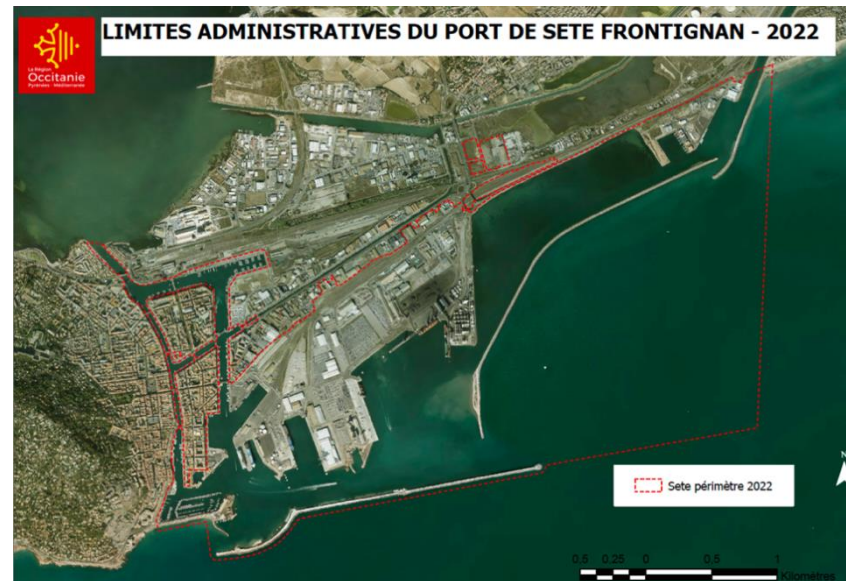 LIMITES ADMINISTRATIVES DU PORT DE SETE FRONTIGNAN - 2022
La Région
Occitanie
Pyrénées - Méditerranée
Sete périmètre 2022
N
0,5 0,25 0 0,5 1
Kilomètres